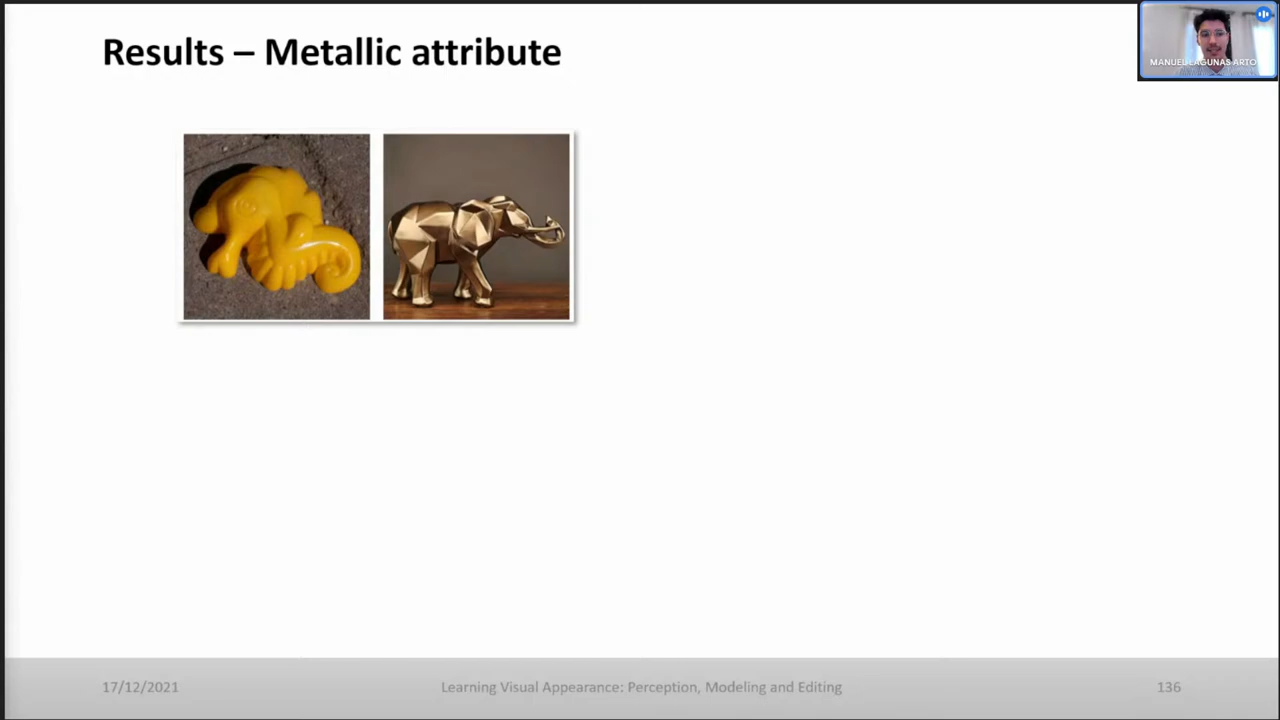 Results – Metallic attribute
MANUEL LAGUNAS ARTO
17/12/2021
Learning Visual Appearance: Perception, Modeling and Editing
136